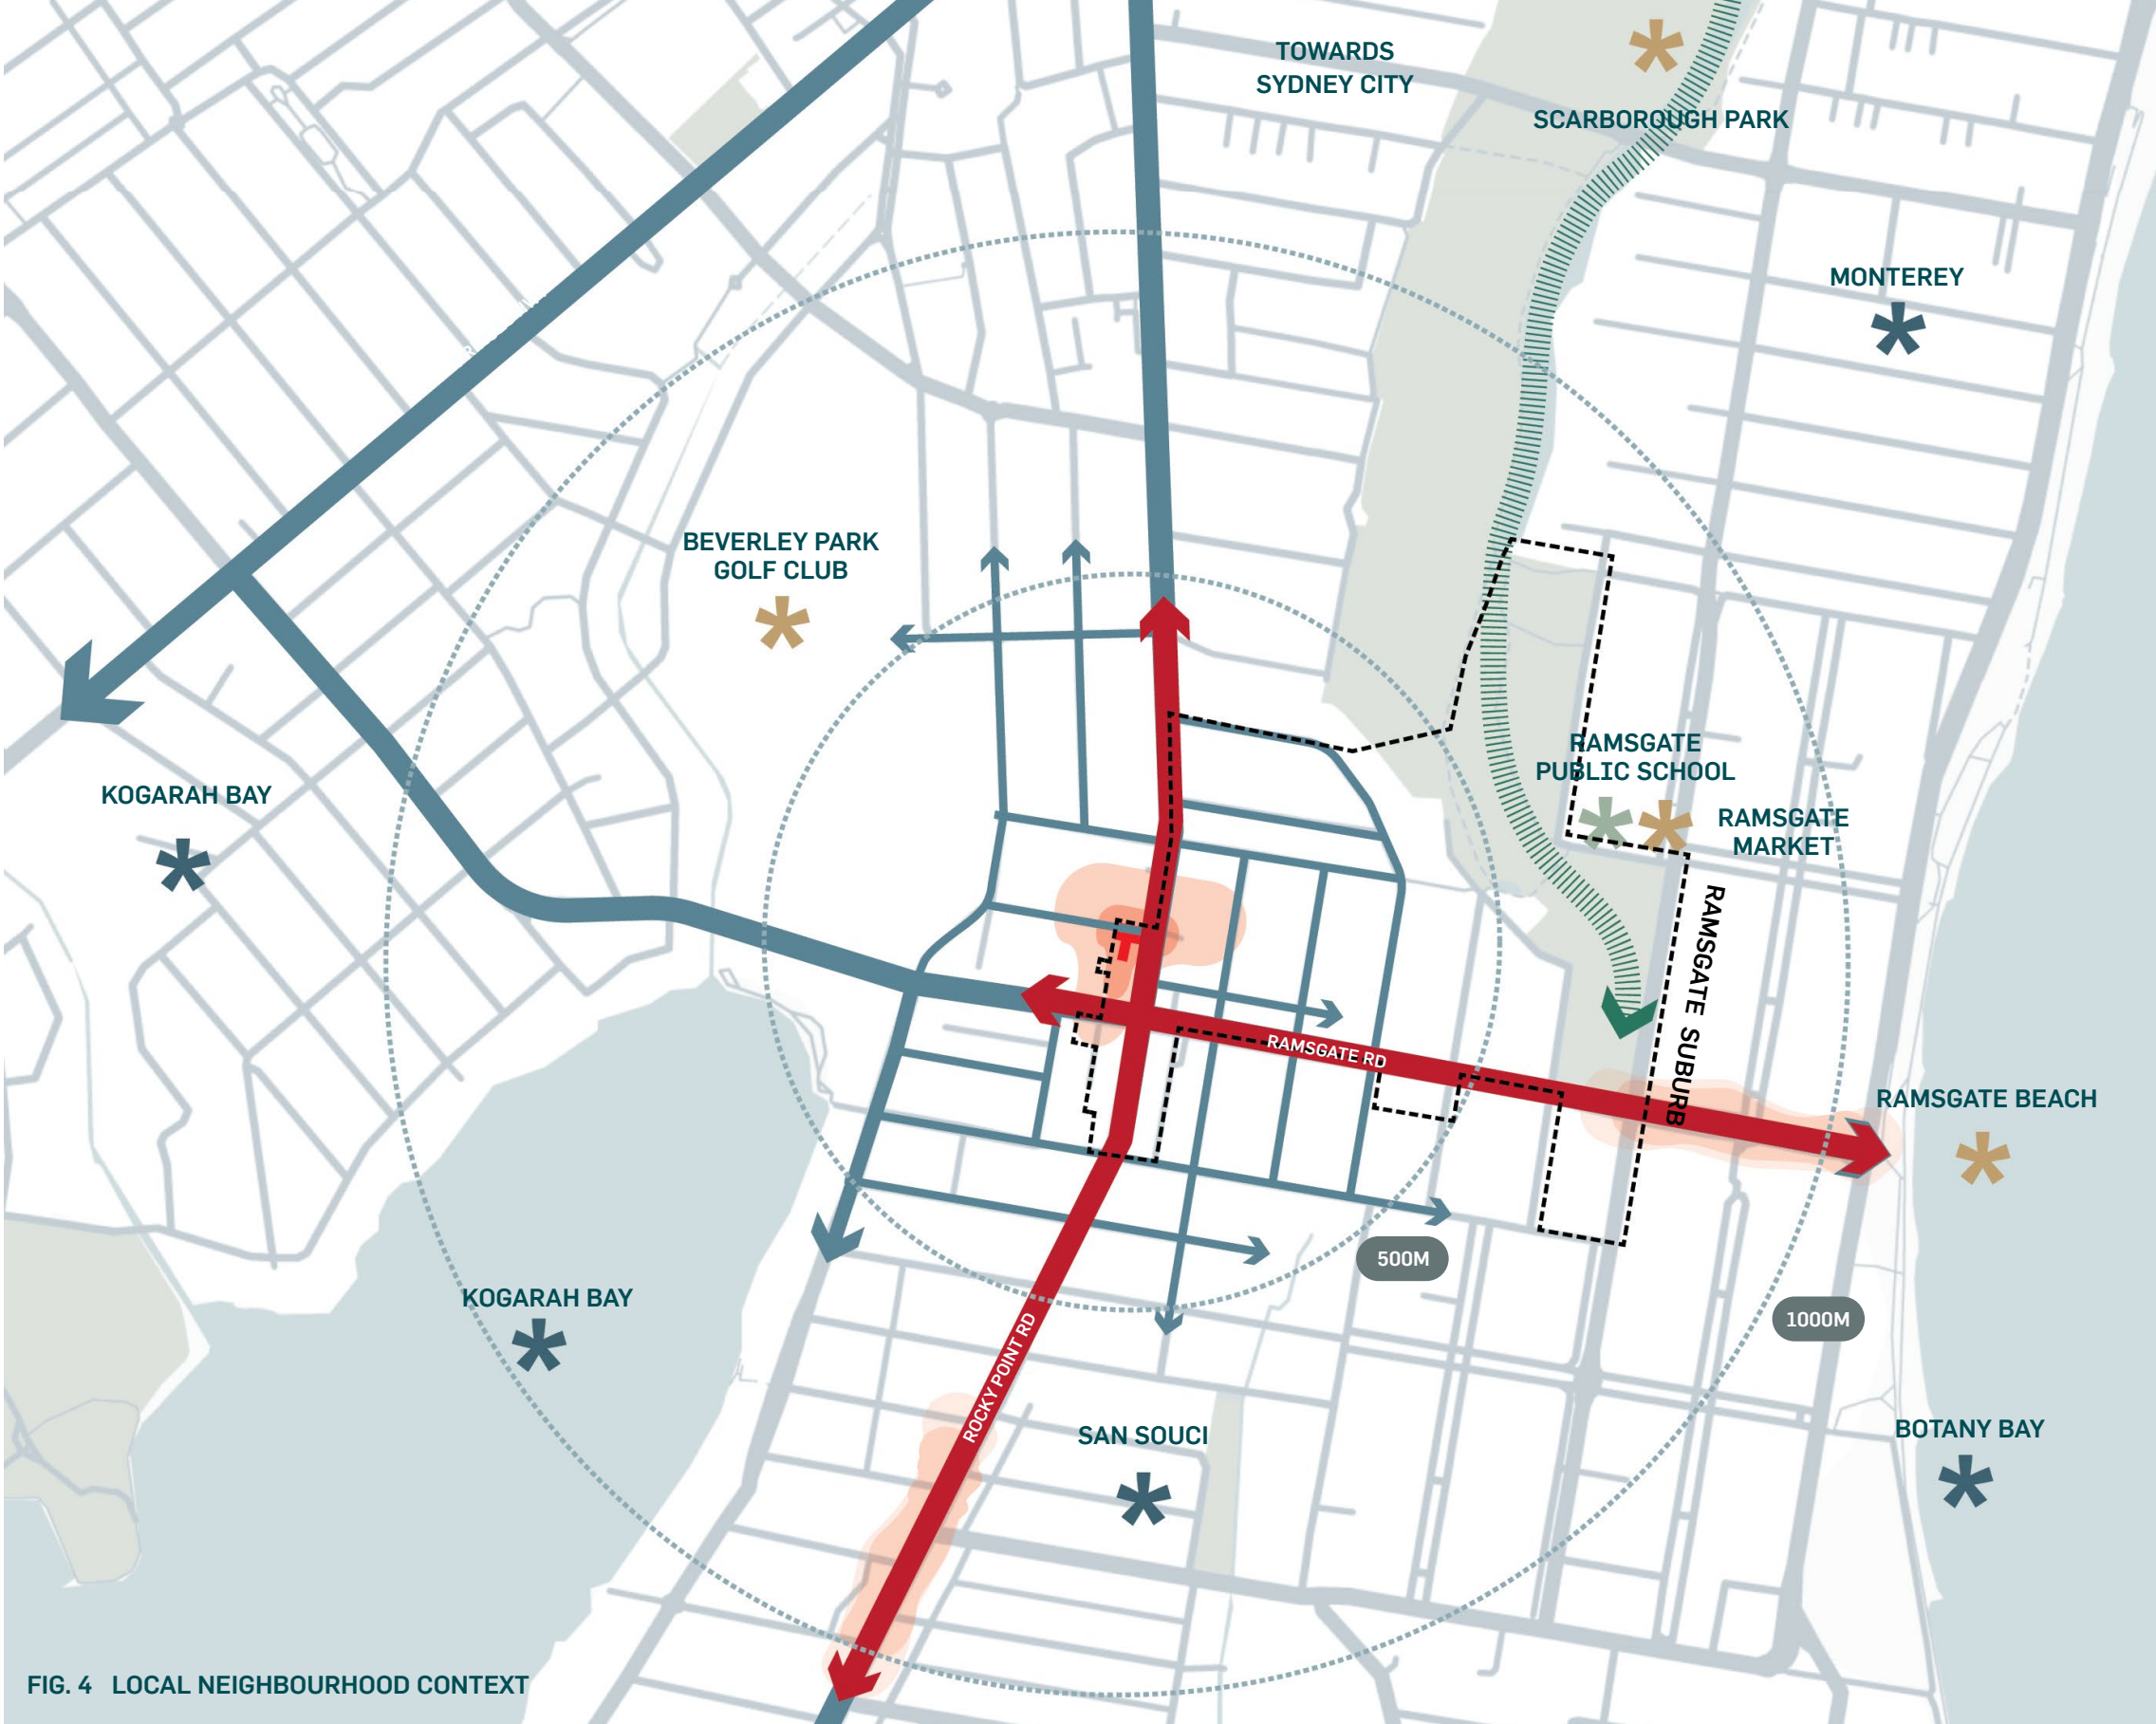 TOWARDS
SYDNEY CITY
SCARBOROUGH PARK
MONTEREY
BEVERLEY PARK
GOLF CLUB
RAMSGATE
PUBLIC SCHOOL
KOGARAH BAY
RAMSGATE
MARKET
RAMSGATE SUBURB
RAMSGATE RD
RAMSGATE BEACH
500M
KOGARAH BAY
1000M
ROCKY POINT RD
SAN SOUCI
BOTANY BAY
FIG. 4 LOCAL NEIGHBOURHOOD CONTEXT